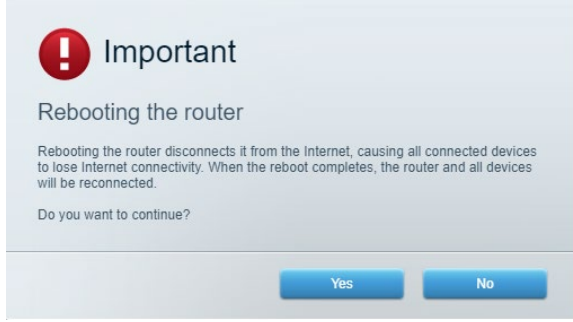 Important
Rebooting the router
Rebooting the router disconnects it from the Internet, causing all connected devices
to lose Internet connectivity. When the reboot completes, the router and all devices
will be reconnected.
Do you want to continue?
Yes No